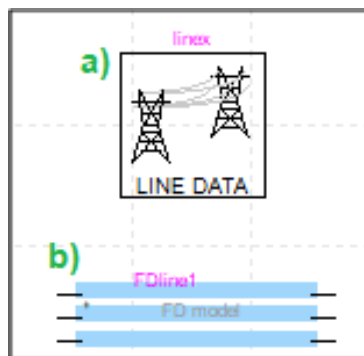 linex
a)
LINE DATA
b)
FDline1
FD model